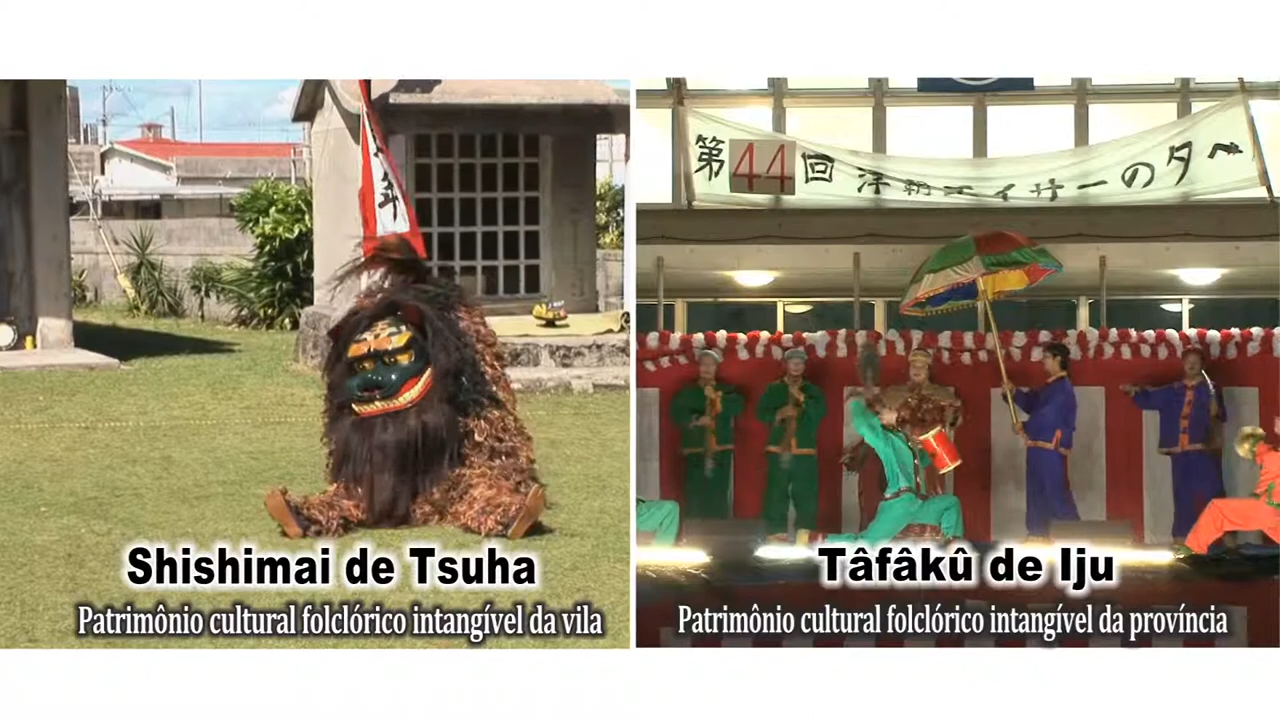 年
第44回 エイサーの夕べ
Shishimai de Tsuha
Patrimônio cultural folclórico intangível da vila
Tâfâkû de Iju
Patrimônio cultural folclórico intangível da província